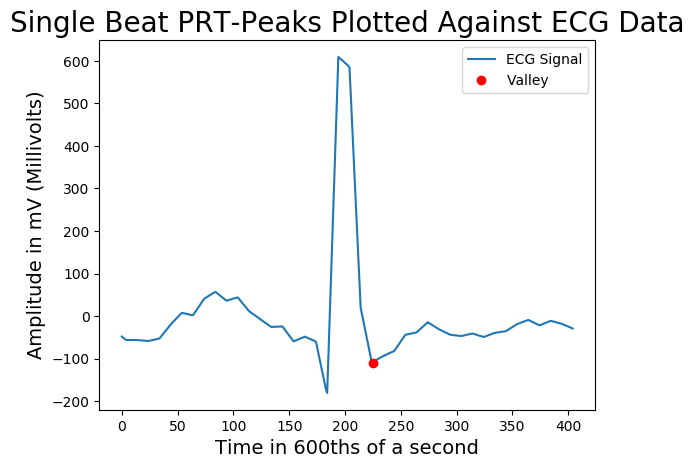 Single Beat PRT-Peaks Plotted Against ECG Data
ECG Signal
Valley
Amplitude in mV (Millivolts)
600
500
400
300
200
100
0
−100
−200
0 50 100 150 200 250 300 350 400
Time in 600ths of a second